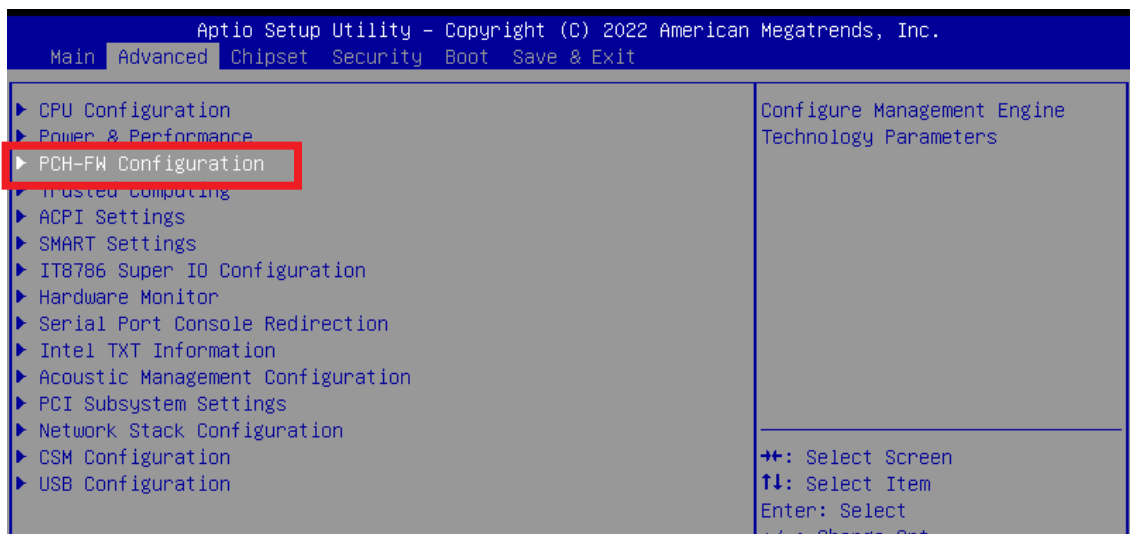 Aptio Setup Utility – Copyright (C) 2022 American Megatrends, Inc.
Main Advanced Chipset Security Boot Save & Exit
CPU Configuration
Power & Performance
PCH-FW Configuration
Trusted Computing
ACPI Settings
SMART Settings
IT8786 Super IO Configuration
Hardware Monitor
Serial Port Console Redirection
Intel TXT Information
Acoustic Management Configuration
PCI Subsystem Settings
Network Stack Configuration
CSM Configuration
USB Configuration
Configure Management Engine
Technology Parameters
→←: Select Screen
↑↓: Select Item
Enter: Select